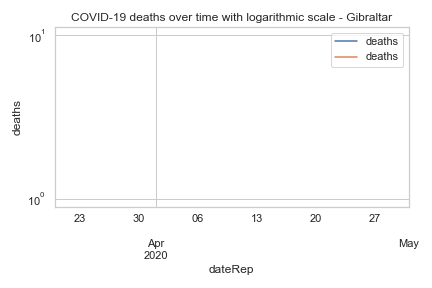 COVID-19 deaths over time with logarithmic scale - Gibraltar
10¹
deaths
deaths
deaths
10⁰
23 30 06 13 20 27
Apr May
2020
dateRep